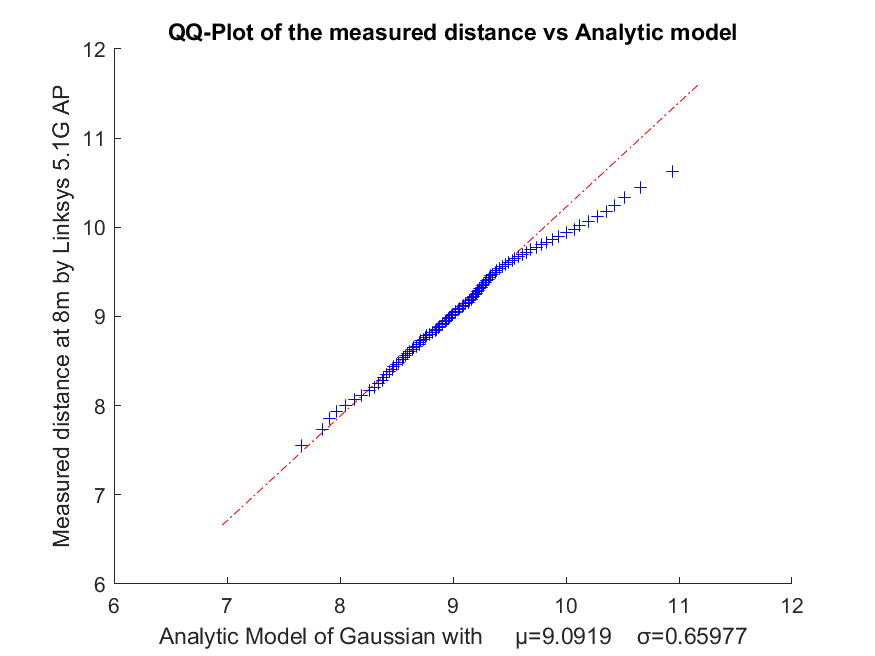 QQ-Plot of the measured distance vs Analytic model
12
11
10
9
8
7
6
Measured distance at 8m by Linksys 5.1G AP
6 7 8 9 10 11 12
Analytic Model of Gaussian with μ=9.0919 σ=0.65977